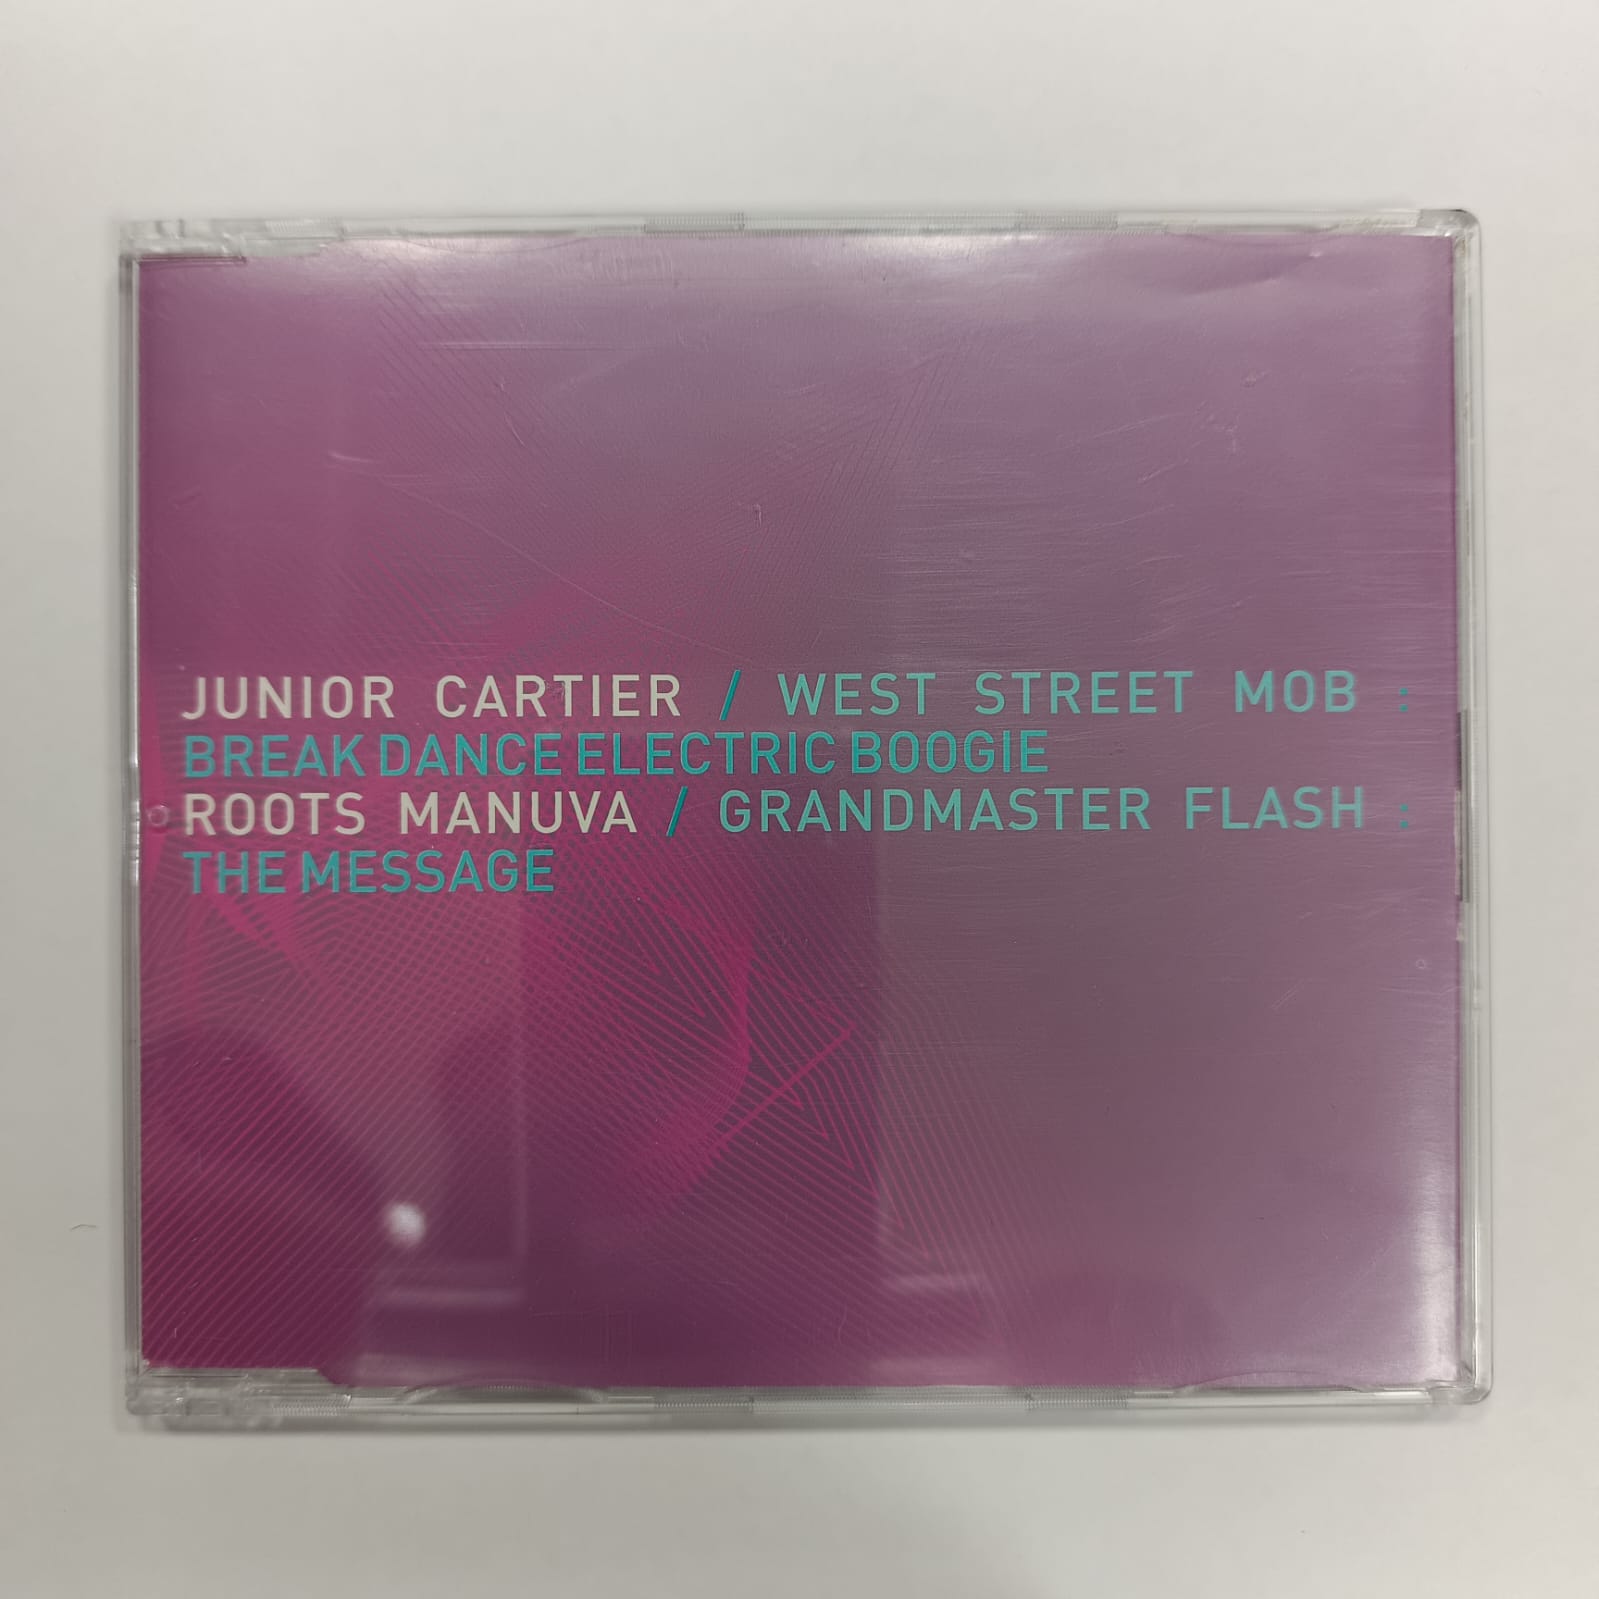 JUNIOR CARTIER / WEST STREET MOB :
BREAK DANCE ELECTRIC BOOGIE
ROOTS MANUVA / GRANDMASTER FLASH :
THE MESSAGE